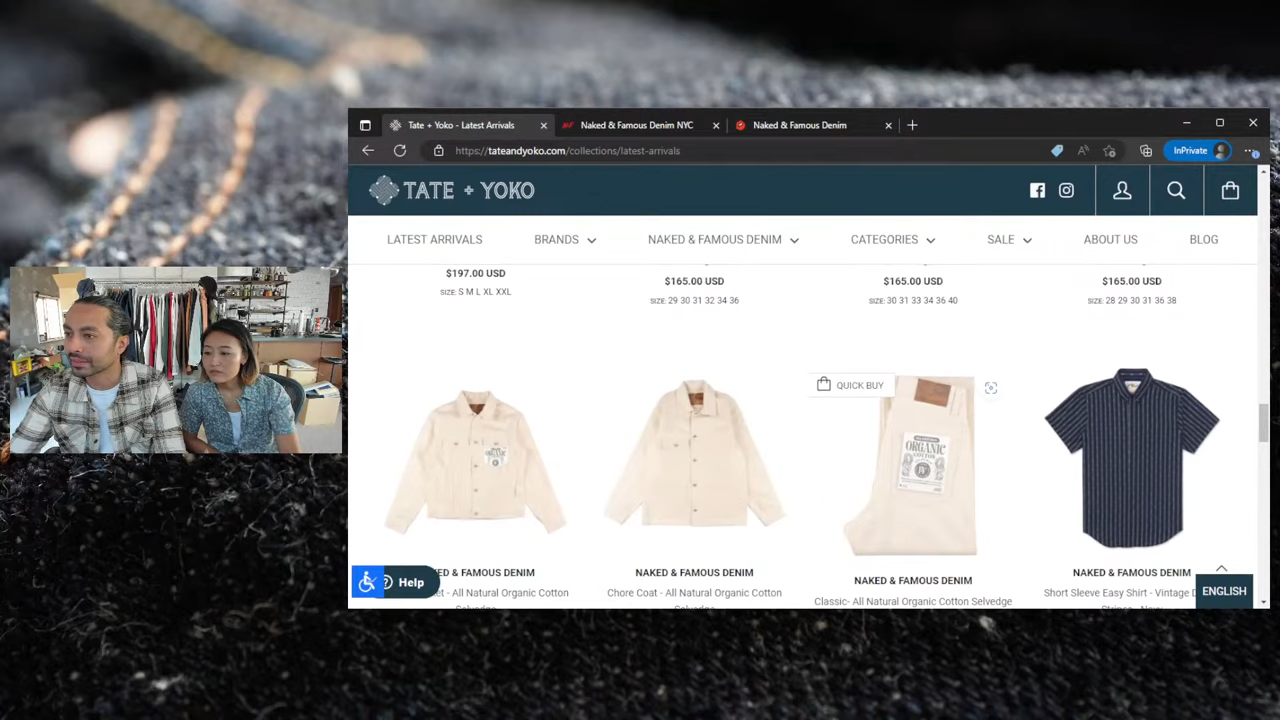 Tate + Yoko - Latest Arrivals
Naked & Famous Denim NYC
Naked & Famous Denim
https://tateandyoko.com/collections/latest-arrivals
InPrivate
TATE + YOKO
LATEST ARRIVALS BRANDS NAKED & FAMOUS DENIM CATEGORIES SALE ABOUT US BLOG
$197.00 USD
SIZE: S M L XL XXL
$165.00 USD
SIZE: 29 30 31 32 34 36
$165.00 USD
SIZE: 30 31 33 34 36 40
$165.00 USD
SIZE: 28 29 30 31 36 38
QUICK BUY
ORGANIC
COTTON
ED & FAMOUS DENIM
et - All Natural Organic Cotton
Selvedge
NAKED & FAMOUS DENIM
Chore Coat - All Natural Organic Cotton
Selvedge
NAKED & FAMOUS DENIM
Classic- All Natural Organic Cotton Selvedge
NAKED & FAMOUS DENIM
Short Sleeve Easy Shirt - Vintage D
Navy
Help
ENGLISH